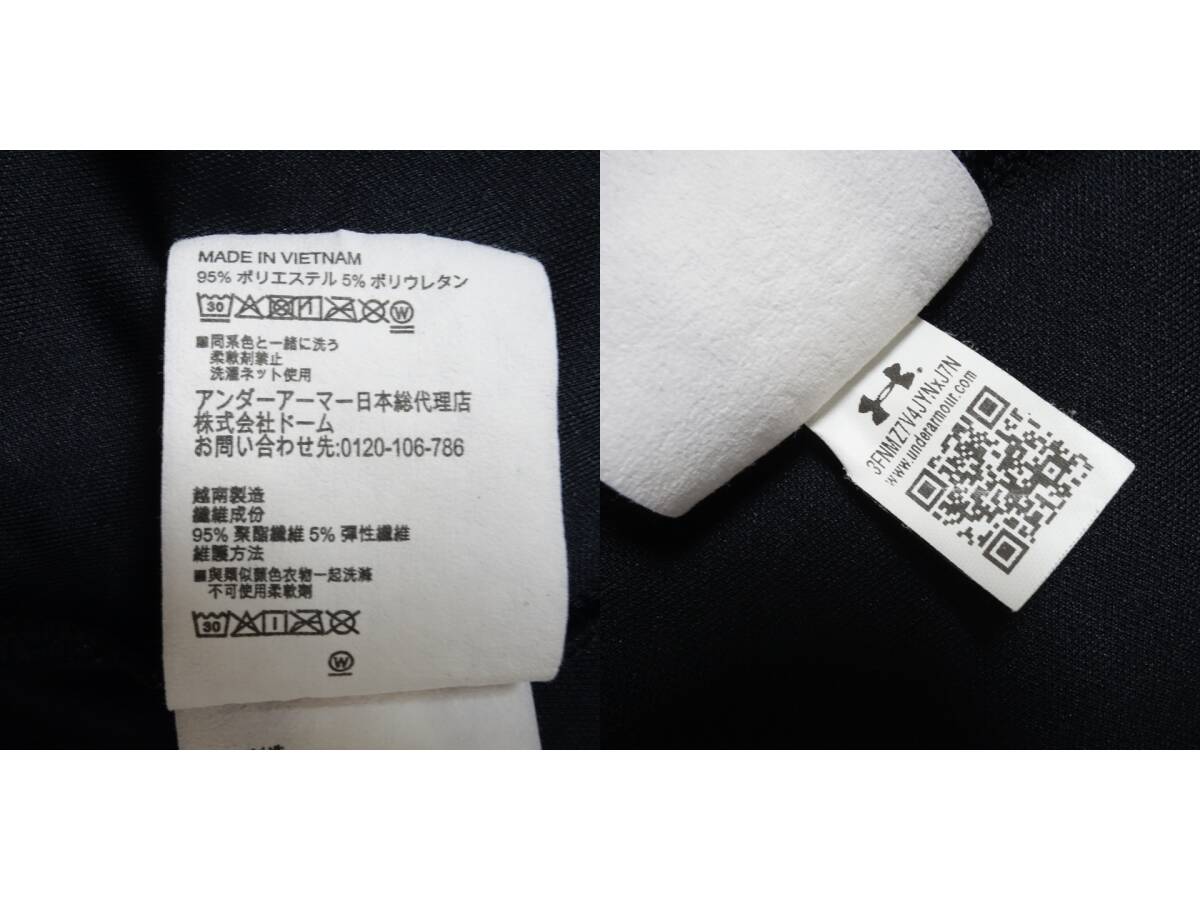 MADE IN VIETNAM
95% ポリエステル 5% ポリウレタン
30
W
■同系色と一緒に洗う
柔軟剤禁止
洗濯ネット使用
アンダーアーマー日本総代理店
株式会社ドーム
お問い合わせ先:0120-106-786
越南製造
纖維成份
95% 聚酯纖維 5% 彈性纖維
維護方法
■與類似顏色衣物一起洗滌
不可使用柔軟劑
30
W
3FNMZ7V4JYNxJ7N
www.underarmour.com